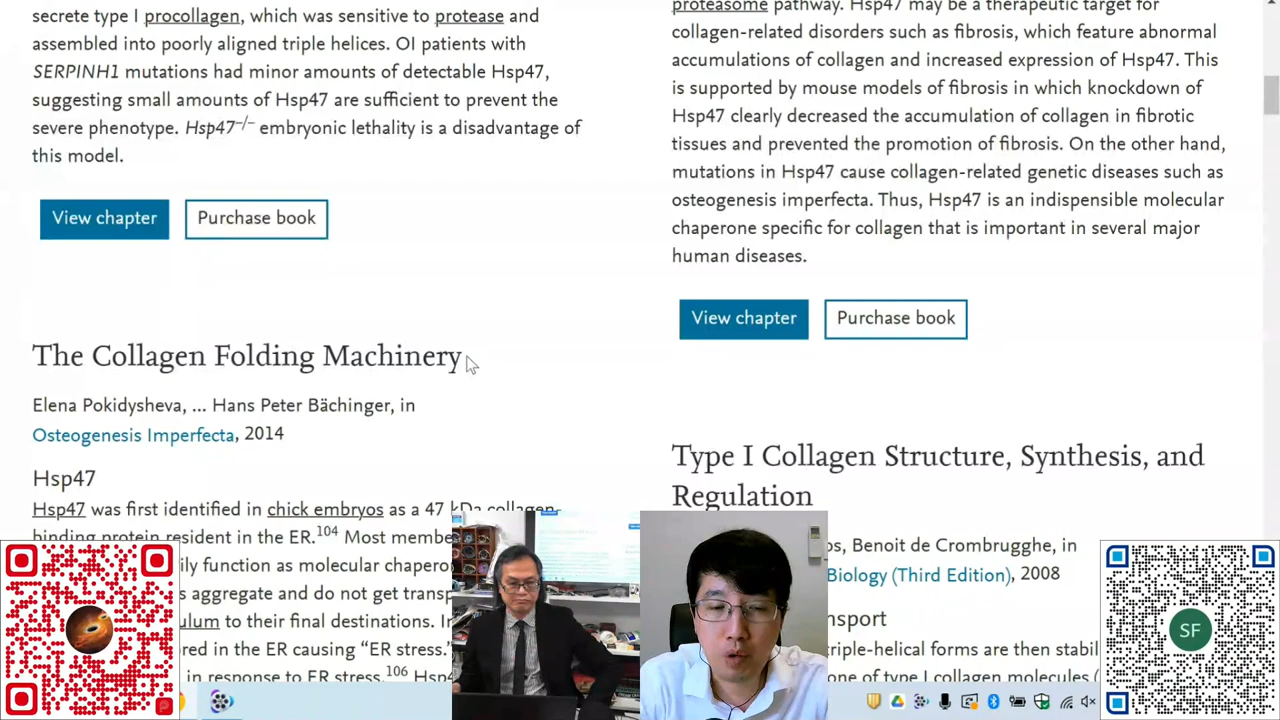 secrete type I procollagen, which was sensitive to protease and
assembled into poorly aligned triple helices. OI patients with
SERPINH1 mutations had minor amounts of detectable Hsp47,
suggesting small amounts of Hsp47 are sufficient to prevent the
severe phenotype. Hsp47−/− embryonic lethality is a disadvantage of
this model.
View chapter
Purchase book
The Collagen Folding Machinery
Elena Pokidysheva, ... Hans Peter Bächinger, in
Osteogenesis Imperfecta, 2014
Hsp47
Hsp47 was first identified in chick embryos as a 47 kDa collagen-
binding protein resident in the ER.104 Most membe
ily function as molecular chapero
s aggregate and do not get transp
ulum to their final destinations. In
red in the ER causing “ER stress.”
in response to ER stress.106 Hsp4
proteasome pathway. Hsp47 may be a therapeutic target for
collagen-related disorders such as fibrosis, which feature abnormal
accumulations of collagen and increased expression of Hsp47. This
is supported by mouse models of fibrosis in which knockdown of
Hsp47 clearly decreased the accumulation of collagen in fibrotic
tissues and prevented the promotion of fibrosis. On the other hand,
mutations in Hsp47 cause collagen-related genetic diseases such as
osteogenesis imperfecta. Thus, Hsp47 is an indispensible molecular
chaperone specific for collagen that is important in several major
human diseases.
View chapter
Purchase book
Type I Collagen Structure, Synthesis, and
Regulation
os, Benoit de Crombrugghe, in
Biology (Third Edition), 2008
nsport
triple-helical forms are then stabil
one of type I collagen molecules (
SF